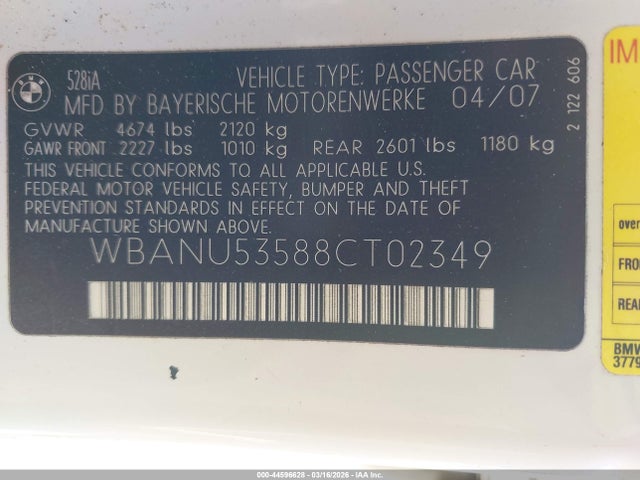 BMW
528iA VEHICLE TYPE: PASSENGER CAR
MFD BY BAYERISCHE MOTORENWERKE 04/07
GVWR 4674 lbs 2120 kg
GAWR FRONT 2227 lbs 1010 kg REAR 2601 lbs 1180 kg
THIS VEHICLE CONFORMS TO ALL APPLICABLE U.S.
FEDERAL MOTOR VEHICLE SAFETY, BUMPER AND THEFT
PREVENTION STANDARDS IN EFFECT ON THE DATE OF
MANUFACTURE SHOWN ABOVE.
WBANU53588CT02349
2 122 606
IM
over
FRO
REAR
BMW
3779
000-44596628 - 03/16/2026 - IAA Inc.